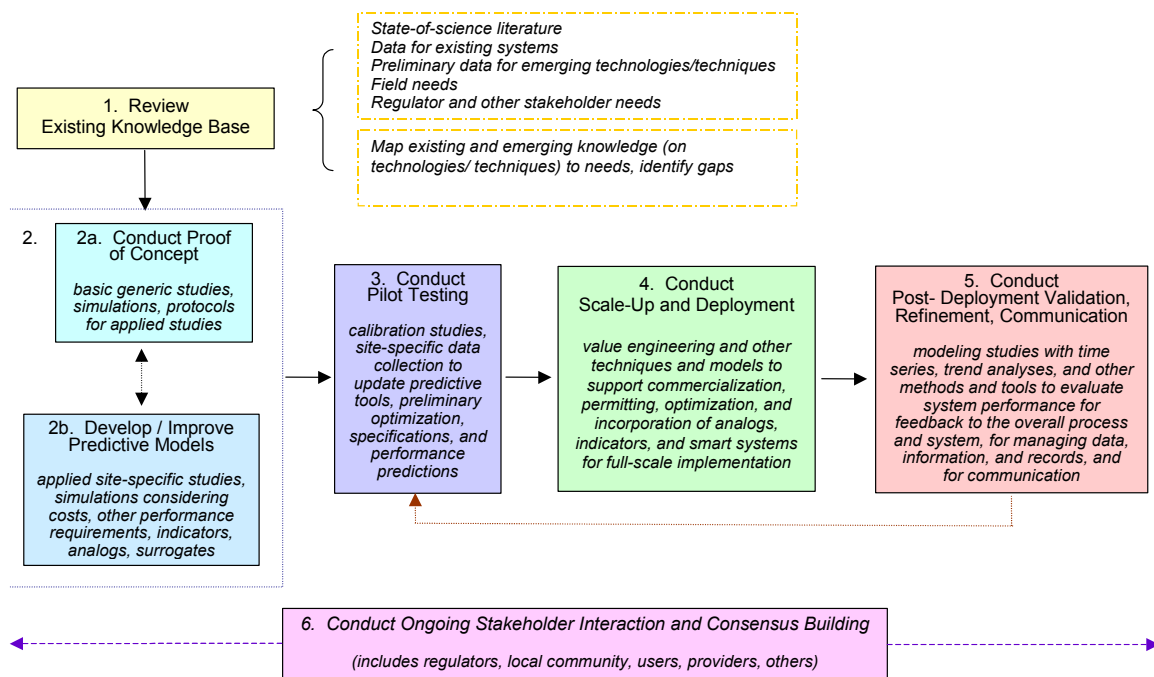 State-of-science literature
Data for existing systems
Preliminary data for emerging technologies/techniques
Field needs
Regulator and other stakeholder needs
1. Review
Existing Knowledge Base
Map existing and emerging knowledge (on
technologies/ techniques) to needs, identify gaps
2.
2a. Conduct Proof
of Concept
basic generic studies,
simulations, protocols
for applied studies
2b. Develop / Improve
Predictive Models
applied site-specific studies,
simulations considering
costs, other performance
requirements, indicators,
analogs, surrogates
3. Conduct
Pilot Testing
calibration studies,
site-specific data
collection to
update predictive
tools, preliminary
optimization,
specifications, and
performance
predictions
4. Conduct
Scale-Up and Deployment
value engineering and other
techniques and models to
support commercialization,
permitting, optimization, and
incorporation of analogs,
indicators, and smart systems
for full-scale implementation
5. Conduct
Post- Deployment Validation,
Refinement, Communication
modeling studies with time
series, trend analyses, and other
methods and tools to evaluate
system performance for
feedback to the overall process
and system, for managing data,
information, and records, and
for communication
6. Conduct Ongoing Stakeholder Interaction and Consensus Building
(includes regulators, local community, users, providers, others)